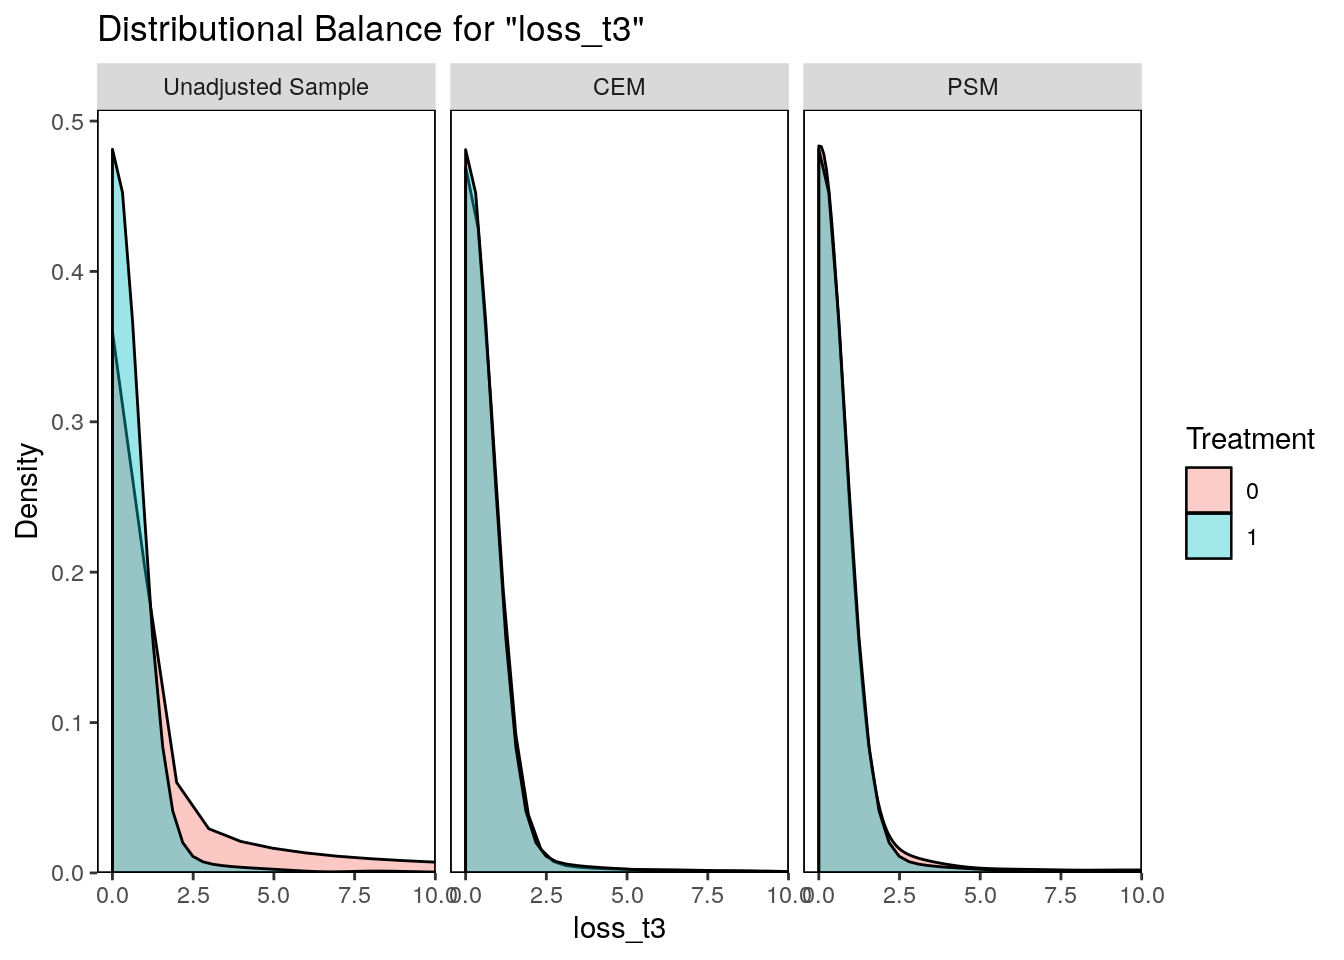 Distributional Balance for "loss_t3"
Unadjusted Sample CEM PSM
0.5
0.4
0.3
0.2
0.1
0.0
Density
0.0 2.5 5.0 7.5 10.0 0.0 2.5 5.0 7.5 10.0 0.0 2.5 5.0 7.5 10.0
loss_t3
Treatment
0
1